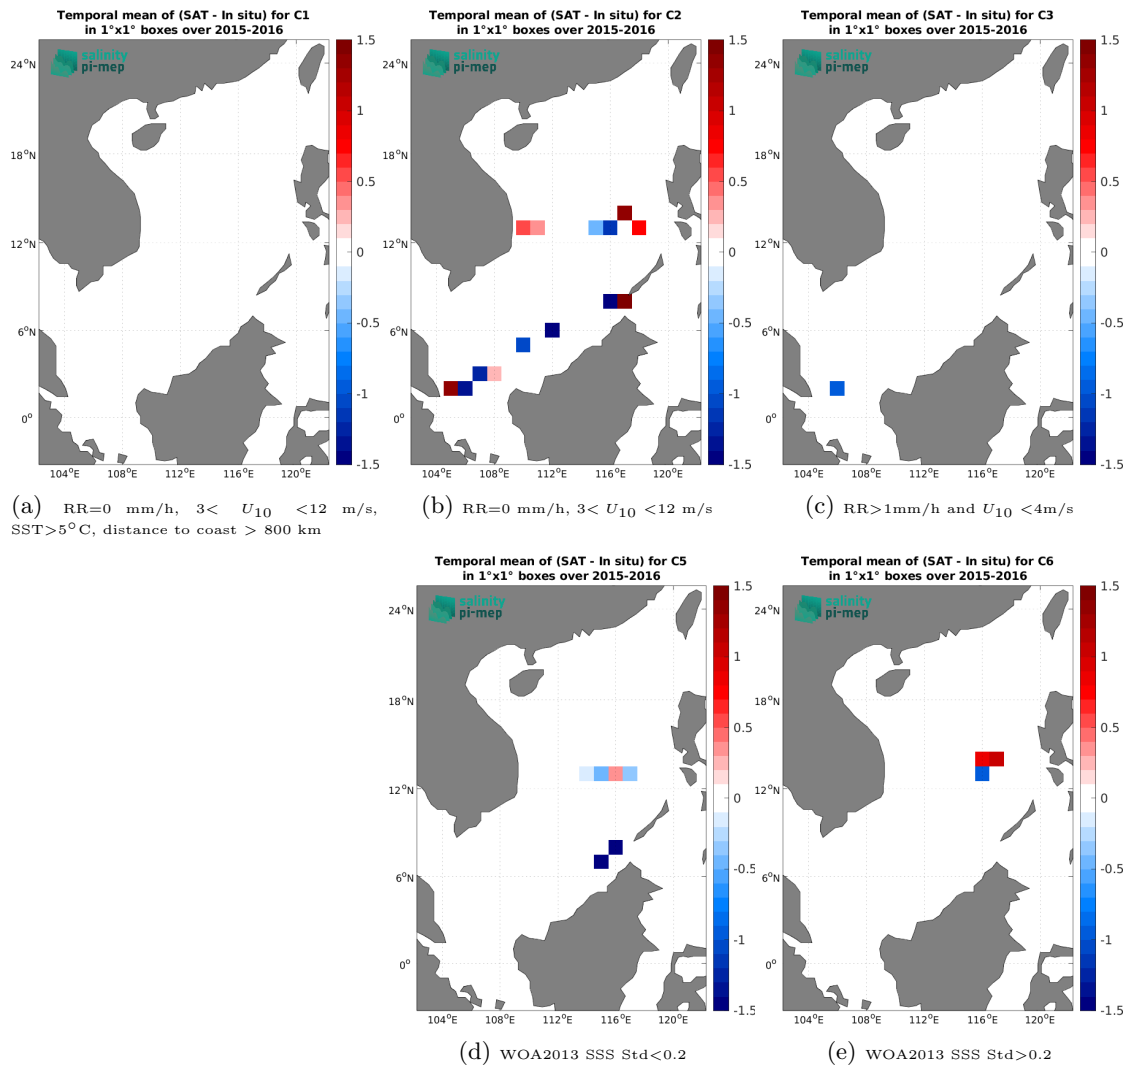 Temporal mean of (SAT - In situ) for C1
in 1°x1° boxes over 2015-2016
salinity
pi-mep
24°N
18°N
12°N
6°N
0°
104°E 108°E 112°E 116°E 120°E
1.5
1
0.5
0
-0.5
-1
-1.5
(a) RR=0 mm/h, 3< U10 <12 m/s,
SST>5°C, distance to coast > 800 km
Temporal mean of (SAT - In situ) for C2
in 1°x1° boxes over 2015-2016
salinity
pi-mep
24°N
18°N
12°N
6°N
0°
104°E 108°E 112°E 116°E 120°E
1.5
1
0.5
0
-0.5
-1
-1.5
(b) RR=0 mm/h, 3< U10 <12 m/s
Temporal mean of (SAT - In situ) for C3
in 1°x1° boxes over 2015-2016
salinity
pi-mep
24°N
18°N
12°N
6°N
0°
104°E 108°E 112°E 116°E 120°E
1.5
1
0.5
0
-0.5
-1
-1.5
(c) RR>1mm/h and U10 <4m/s
Temporal mean of (SAT - In situ) for C5
in 1°x1° boxes over 2015-2016
salinity
pi-mep
24°N
18°N
12°N
6°N
0°
104°E 108°E 112°E 116°E 120°E
1.5
1
0.5
0
-0.5
-1
-1.5
(d) WOA2013 SSS Std<0.2
Temporal mean of (SAT - In situ) for C6
in 1°x1° boxes over 2015-2016
salinity
pi-mep
24°N
18°N
12°N
6°N
0°
104°E 108°E 112°E 116°E 120°E
1.5
1
0.5
0
-0.5
-1
-1.5
(e) WOA2013 SSS Std>0.2